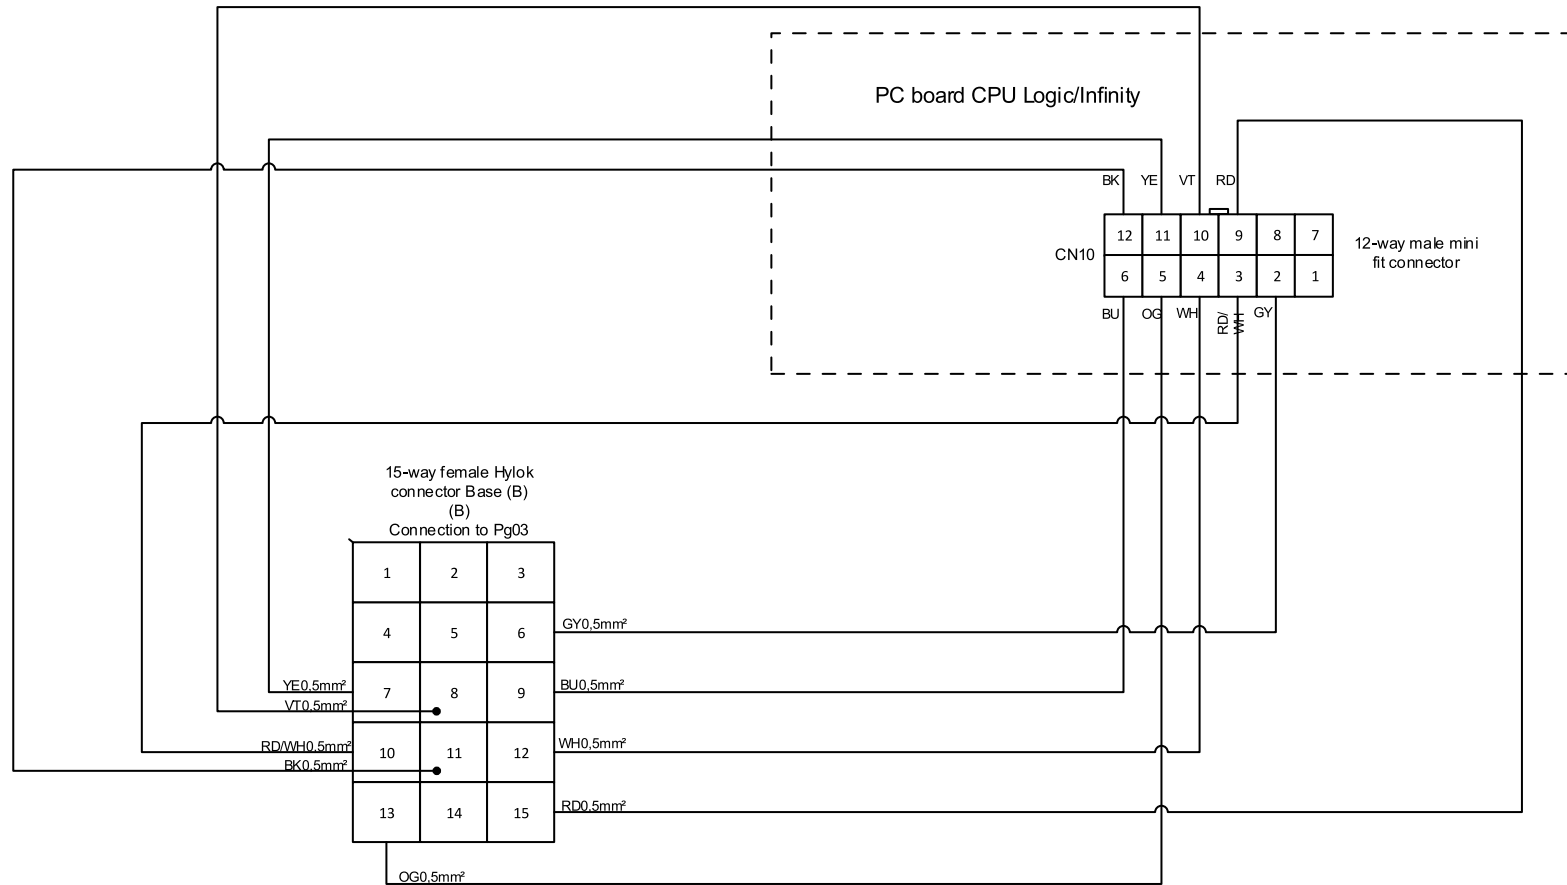 PC board CPU Logic/Infinity
BK YE VT RD
12 11 10 9 8 7
CN10
6 5 4 3 2 1
12-way male mini
fit connector
BU OG WH RD/ GY
WH
15-way female Hylok
connector Base (B)
(B)
Connection to Pg03
1 2 3
4 5 6
GY0,5mm²
YE0,5mm²
7 8 9
BU0,5mm²
VT0,5mm²
RD/WH0,5mm²
10 11 12
WH0,5mm²
BK0,5mm²
13 14 15
RD0,5mm²
OG0,5mm²